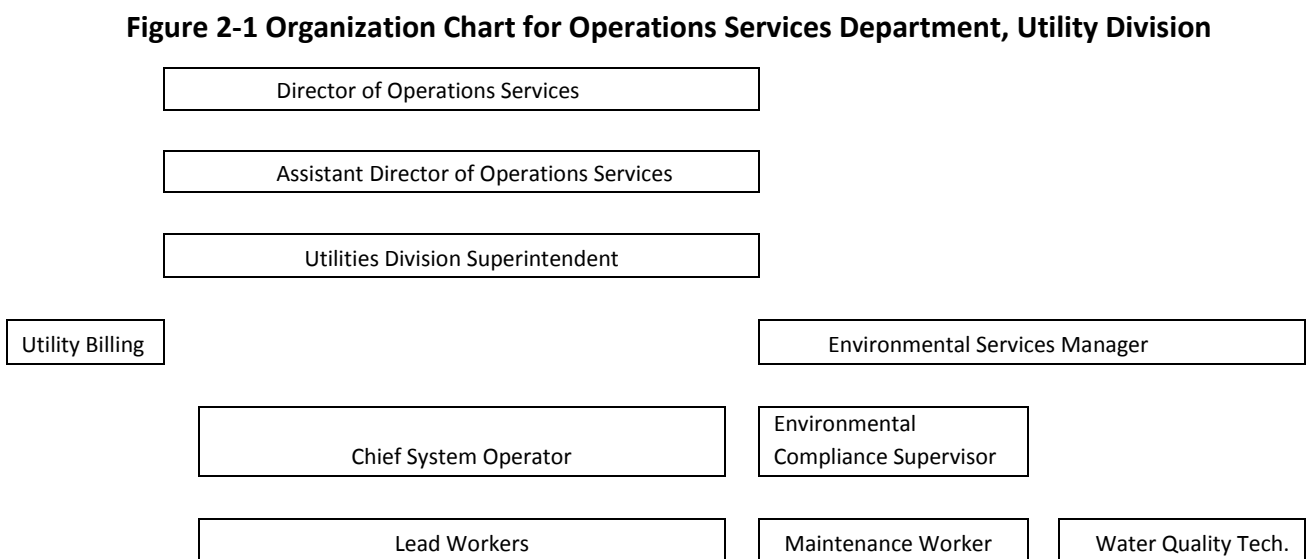 Figure 2-1 Organization Chart for Operations Services Department, Utility Division
Director of Operations Services
Assistant Director of Operations Services
Utilities Division Superintendent
Utility Billing
Environmental Services Manager
Chief System Operator
Environmental
Compliance Supervisor
Lead Workers
Maintenance Worker
Water Quality Tech.